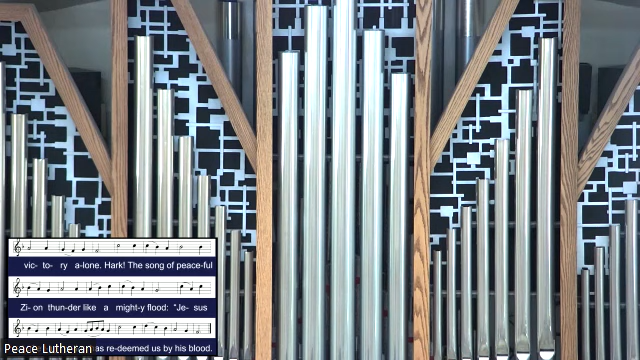 vic- to- ry a-lone. Hark! The song of peace-ful
Zi- on thun-der like a might-y flood: "Je- sus
as re-deemed us by his blood.
Peace Lutheran